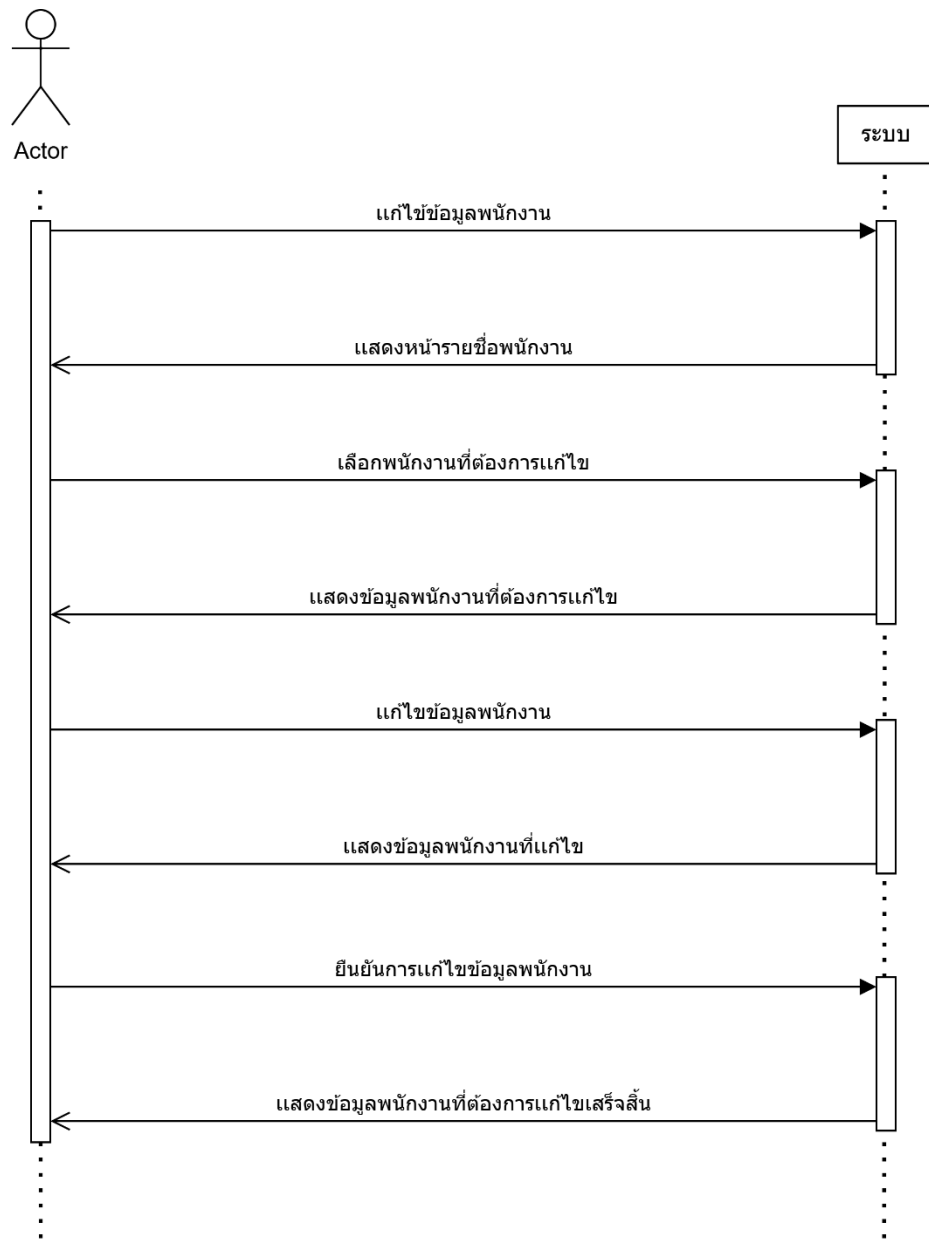 Actor
ระบบ
แก้ไข้ข้อมูลพนักงาน
แสดงหน้ารายชื่อพนักงาน
เลือกพนักงานที่ต้องการแก้ไข
แสดงข้อมูลพนักงานที่ต้องการแก้ไข
แก้ไขข้อมูลพนักงาน
แสดงข้อมูลพนักงานที่แก้ไข
ยืนยันการแก้ไขข้อมูลพนักงาน
แสดงข้อมูลพนักงานที่ต้องการแก้ไขเสร็จสิ้น